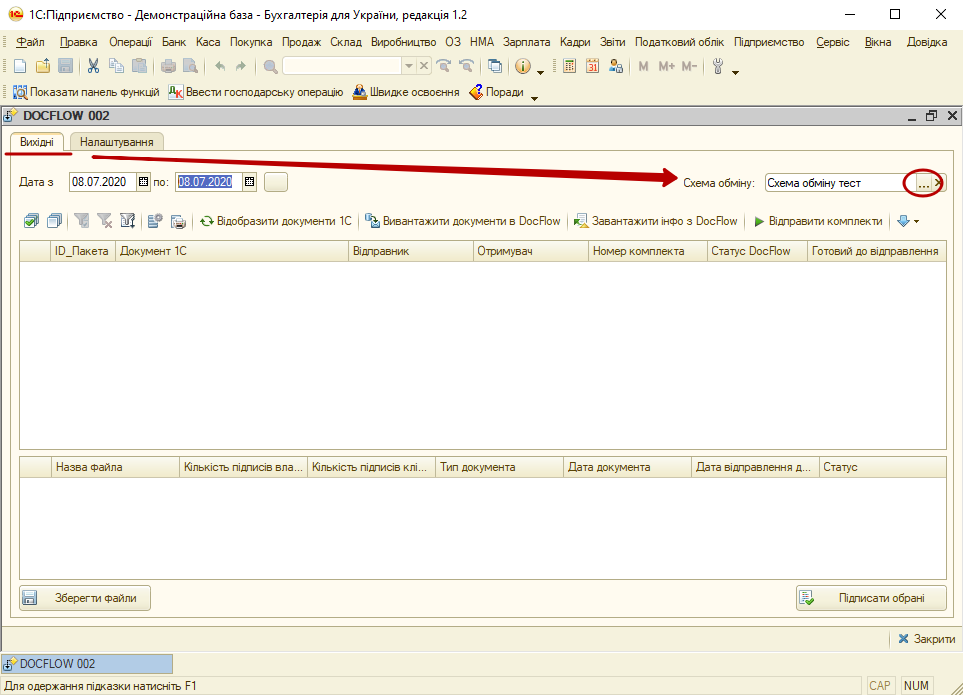 1С:Підприємство - Демонстраційна база - Бухгалтерія для України, редакція 1.2
Файл Правка Операції Банк Каса Покупка Продаж Склад Виробництво ОЗ НМА Зарплата Кадри Звіти Податковий облік Підприємство Сервіс Вікна Довідка
31 M M+ M-
Показати панель функцій Ввести господарську операцію Швидке освоєння Поради
DOCFLOW 002
Вихідні Налаштування
Дата з 08.07.2020 по: 08.07.2020 Схема обміну: Схема обміну тест ...
Відобразити документи 1С Вивантажити документи в DocFlow Завантажити інфо з DocFlow Відправити комплекти
ID_Пакета Документ 1С Відправник Отримувач Номер комплекта Статус DocFlow Готовий до відправлення
Назва файла Кількість підписів вла... Кількість підписів клі... Тип документа Дата документа Дата відправлення д... Статус
Зберегти файли Підписати обрані
Закрити
DOCFLOW 002
Для одержання підказки натисніть F1 CAP NUM